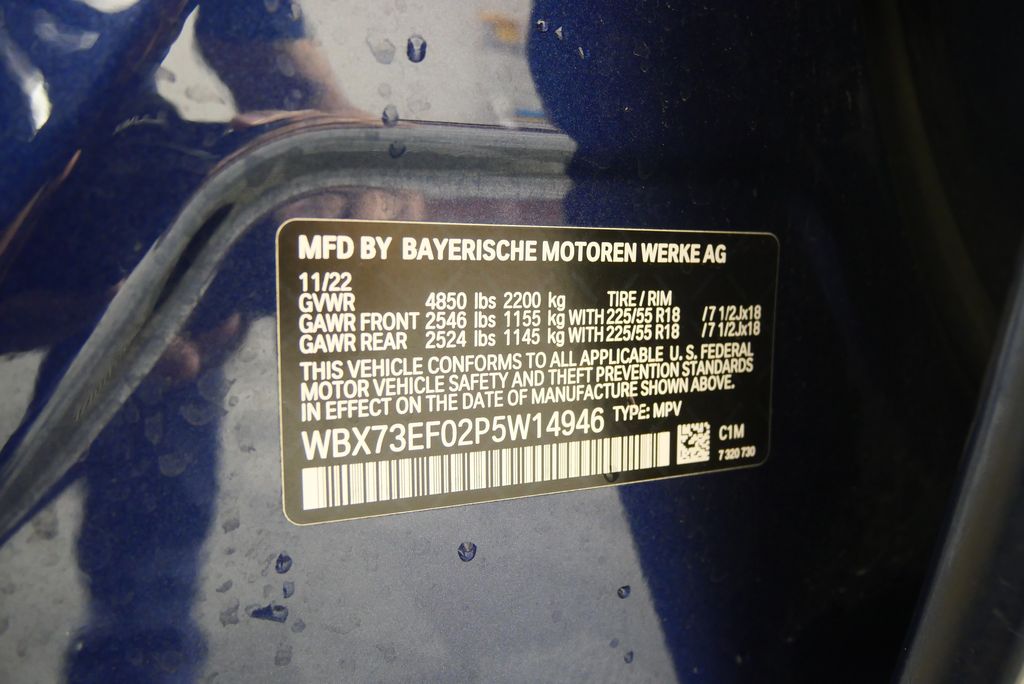 MFD BY BAYERISCHE MOTOREN WERKE AG
11/22
GVWR 4850 lbs 2200 kg TIRE / RIM
GAWR FRONT 2546 lbs 1155 kg WITH 225/55 R18 /7 1/2Jx18
GAWR REAR 2524 lbs 1145 kg WITH 225/55 R18 /7 1/2Jx18
THIS VEHICLE CONFORMS TO ALL APPLICABLE U.S. FEDERAL
MOTOR VEHICLE SAFETY AND THEFT PREVENTION STANDARDS
IN EFFECT ON THE DATE OF MANUFACTURE SHOWN ABOVE.
WBX73EF02P5W14946 TYPE: MPV
C1M
7 320 730